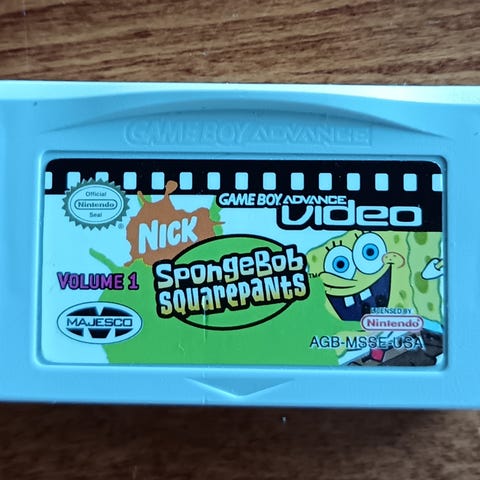 GAME BOY ADVANCE
Official
Nintendo
Seal
GAME BOY ADVANCE
Video
NICK
VOLUME 1
SpongeBob
SquarePants
TM
MAJESCO
LICENSED BY
Nintendo
AGB-MSSE-USA